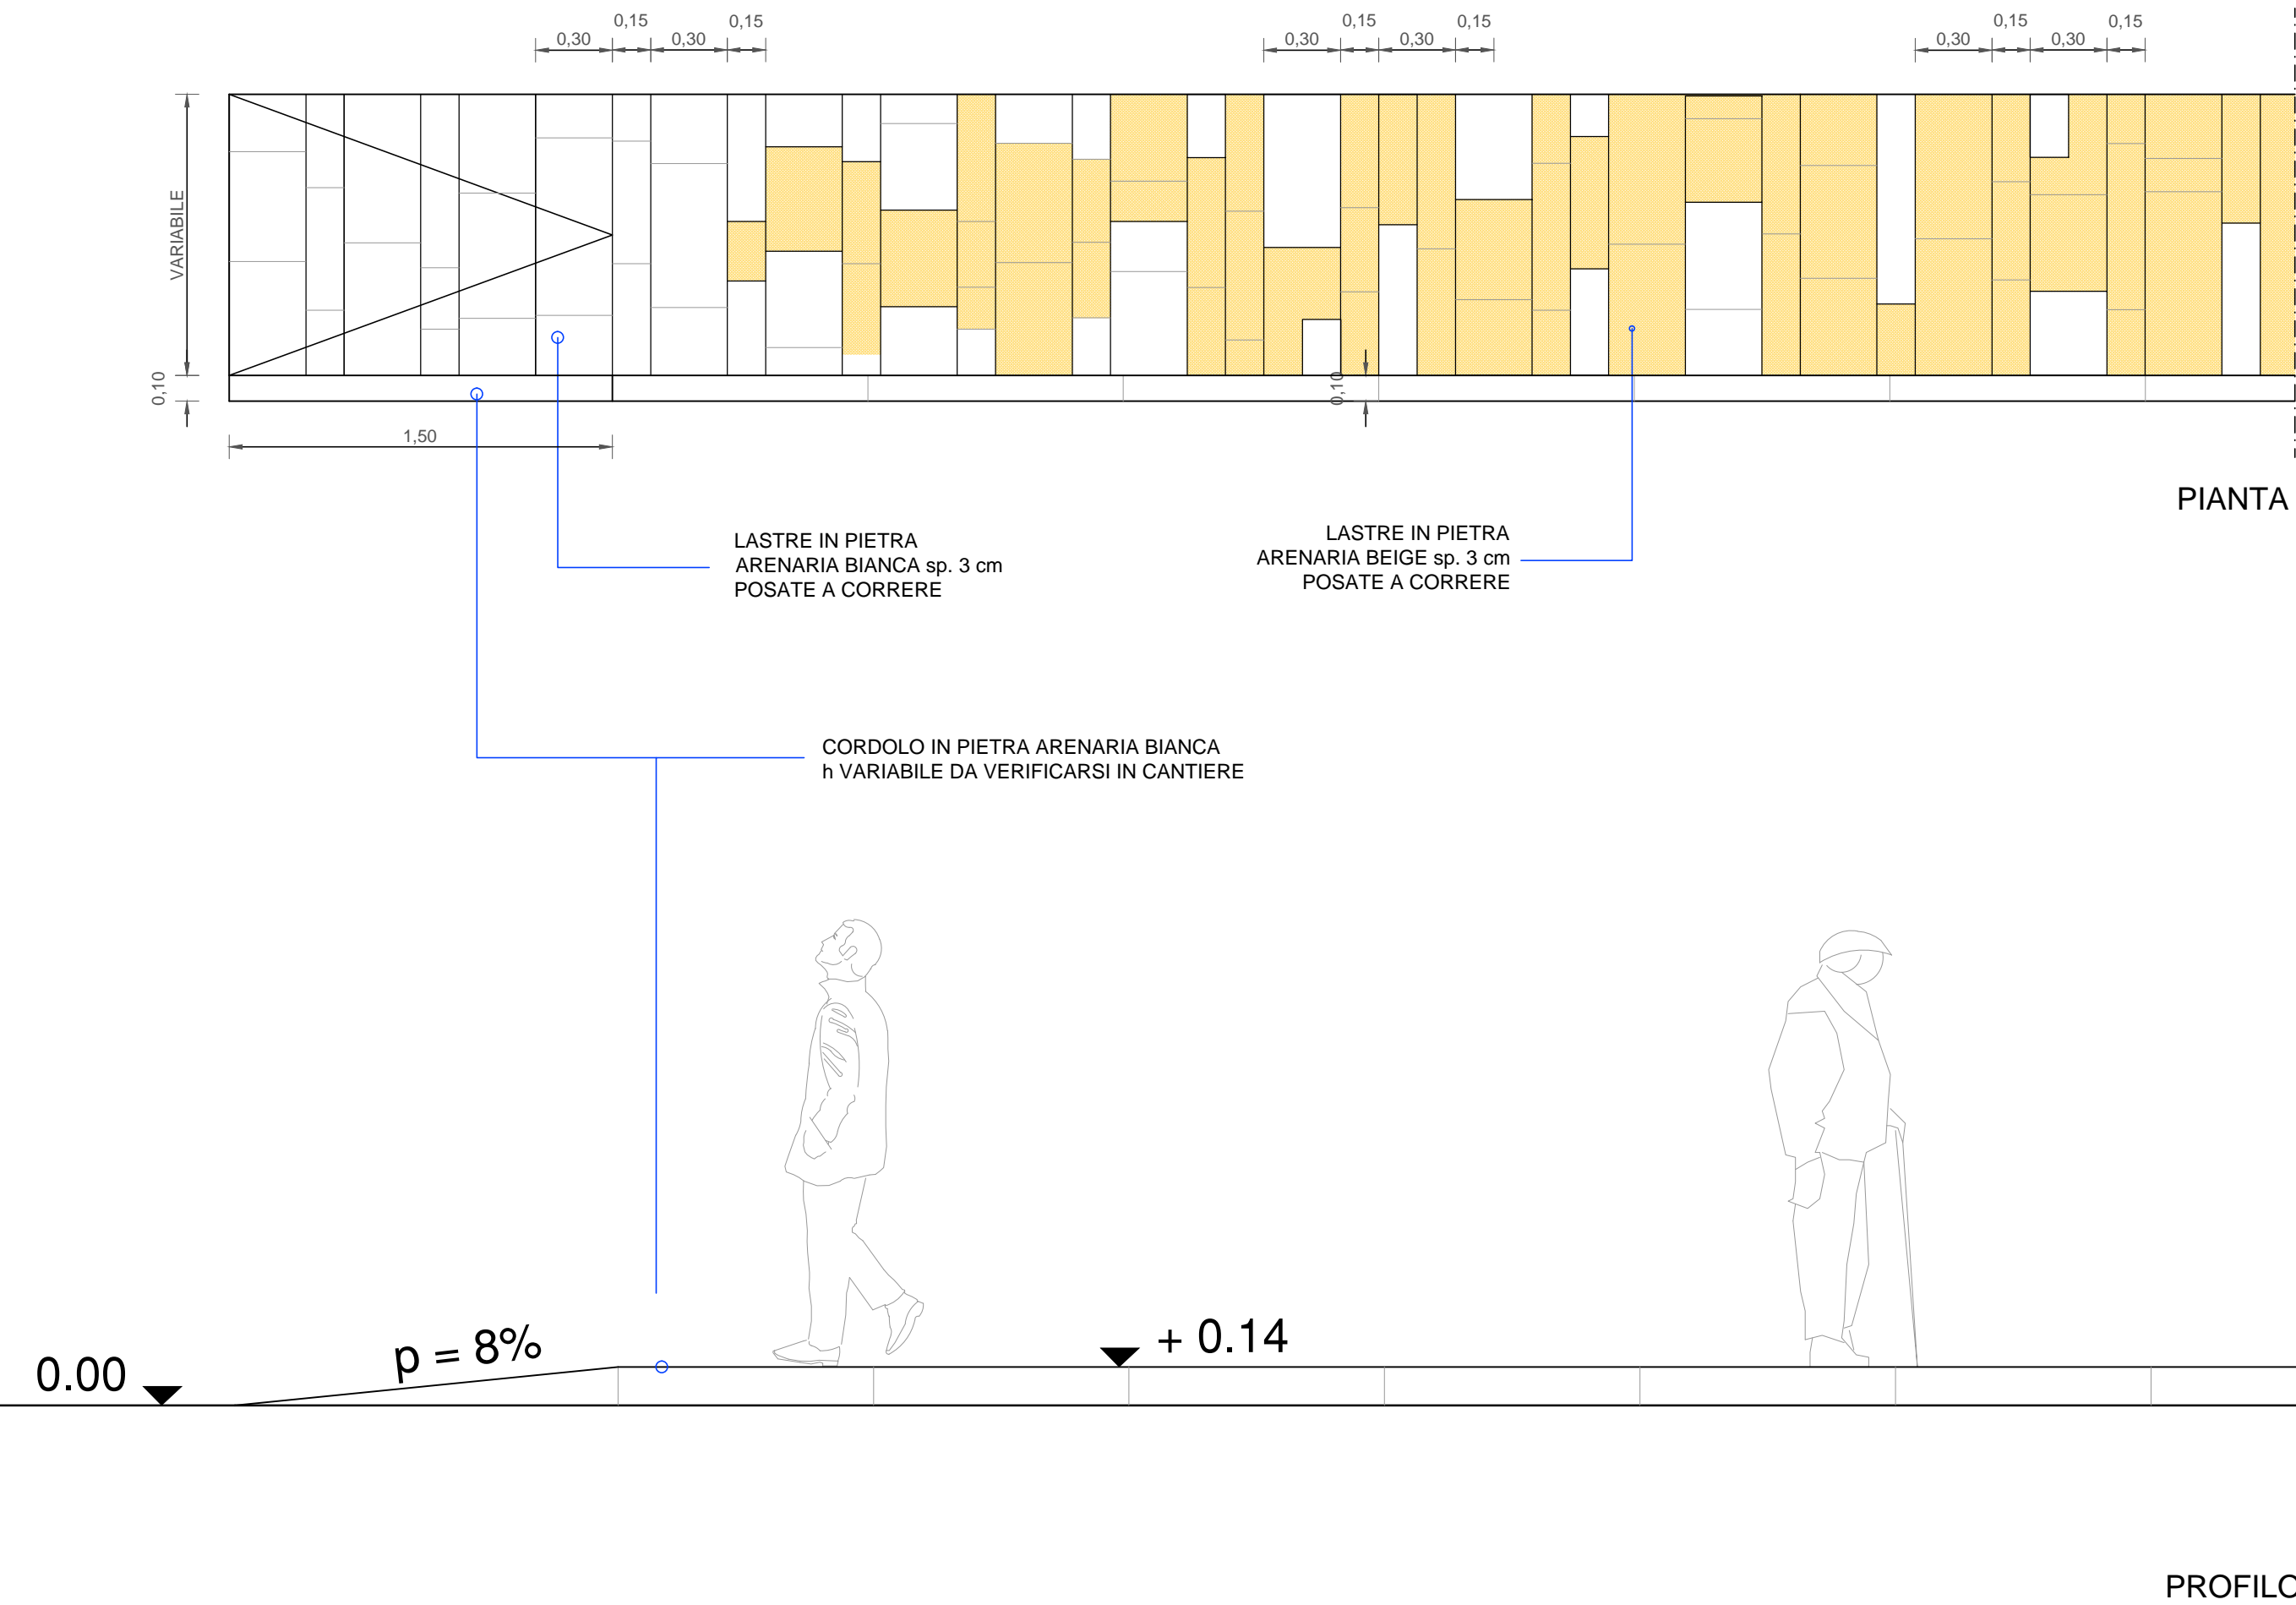 0,15 0,15 0,15 0,15 0,15 0,15
0,30 0,30 0,30 0,30 0,30 0,30
VARIABILE
0,10
0,10
1,50
PIANTA
LASTRE IN PIETRA
ARENARIA BIANCA sp. 3 cm
POSATE A CORRERE
LASTRE IN PIETRA
ARENARIA BEIGE sp. 3 cm
POSATE A CORRERE
CORDOLO IN PIETRA ARENARIA BIANCA
h VARIABILE DA VERIFICARSI IN CANTIERE
0.00
p = 8%
+ 0.14
PROFILO